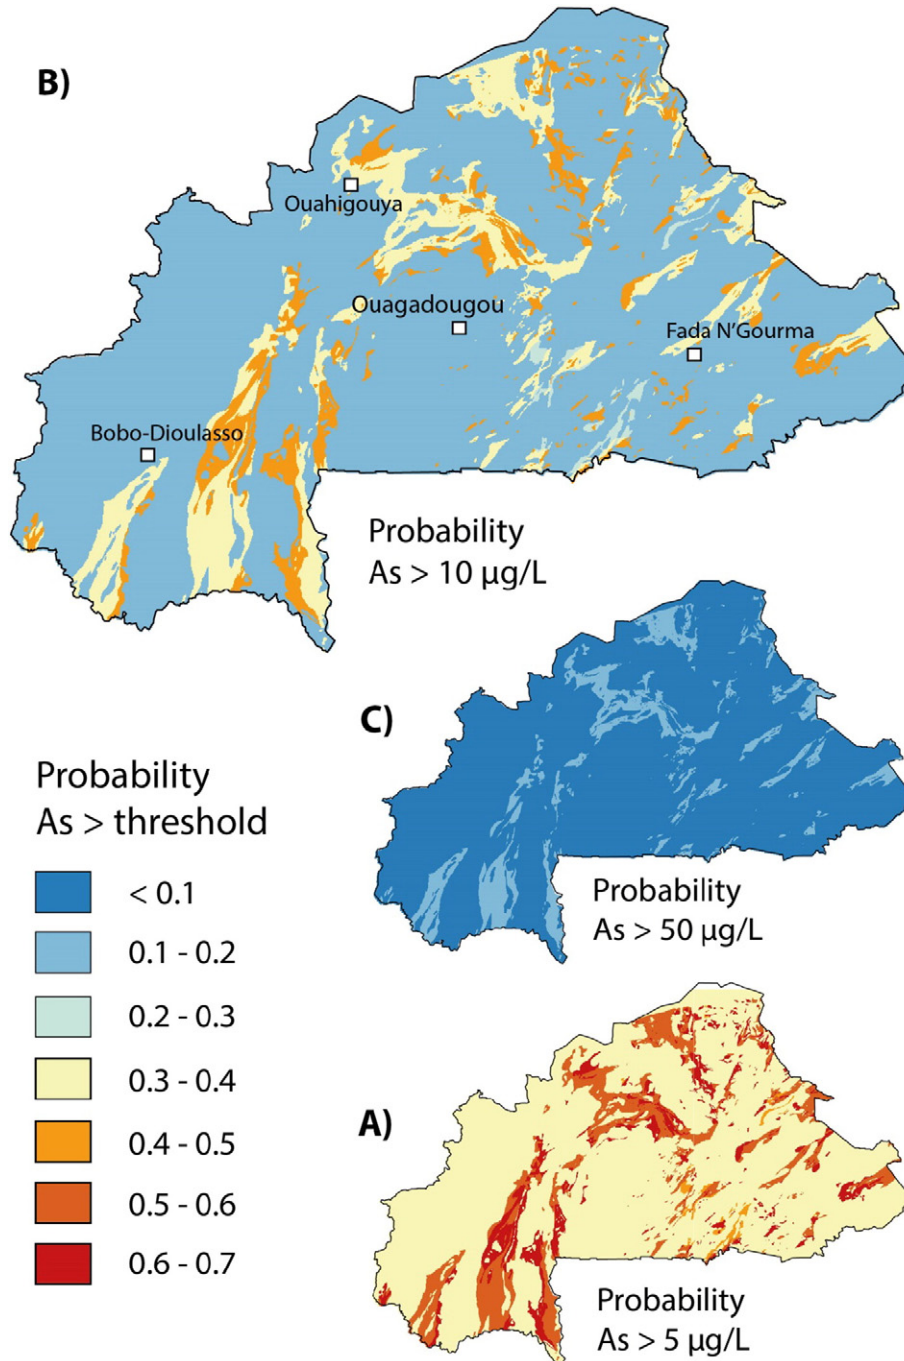 B)
Ouahigouya
Ouagadougou
Fada N'Gourma
Bobo-Dioulasso
Probability
As > 10 µg/L
C)
Probability
As > 50 µg/L
Probability
As > threshold
< 0.1
0.1 - 0.2
0.2 - 0.3
0.3 - 0.4
0.4 - 0.5
0.5 - 0.6
0.6 - 0.7
A)
Probability
As > 5 µg/L